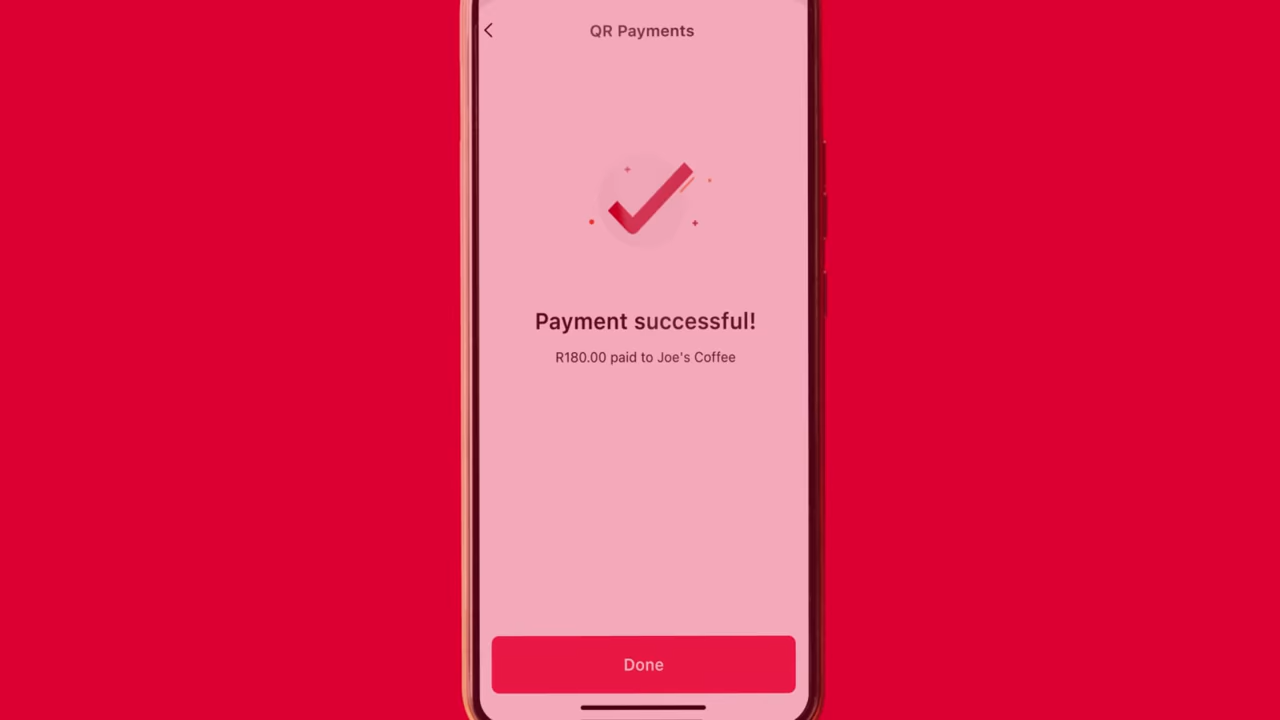 QR Payments
Payment successful!
R180.00 paid to Joe's Coffee
Done